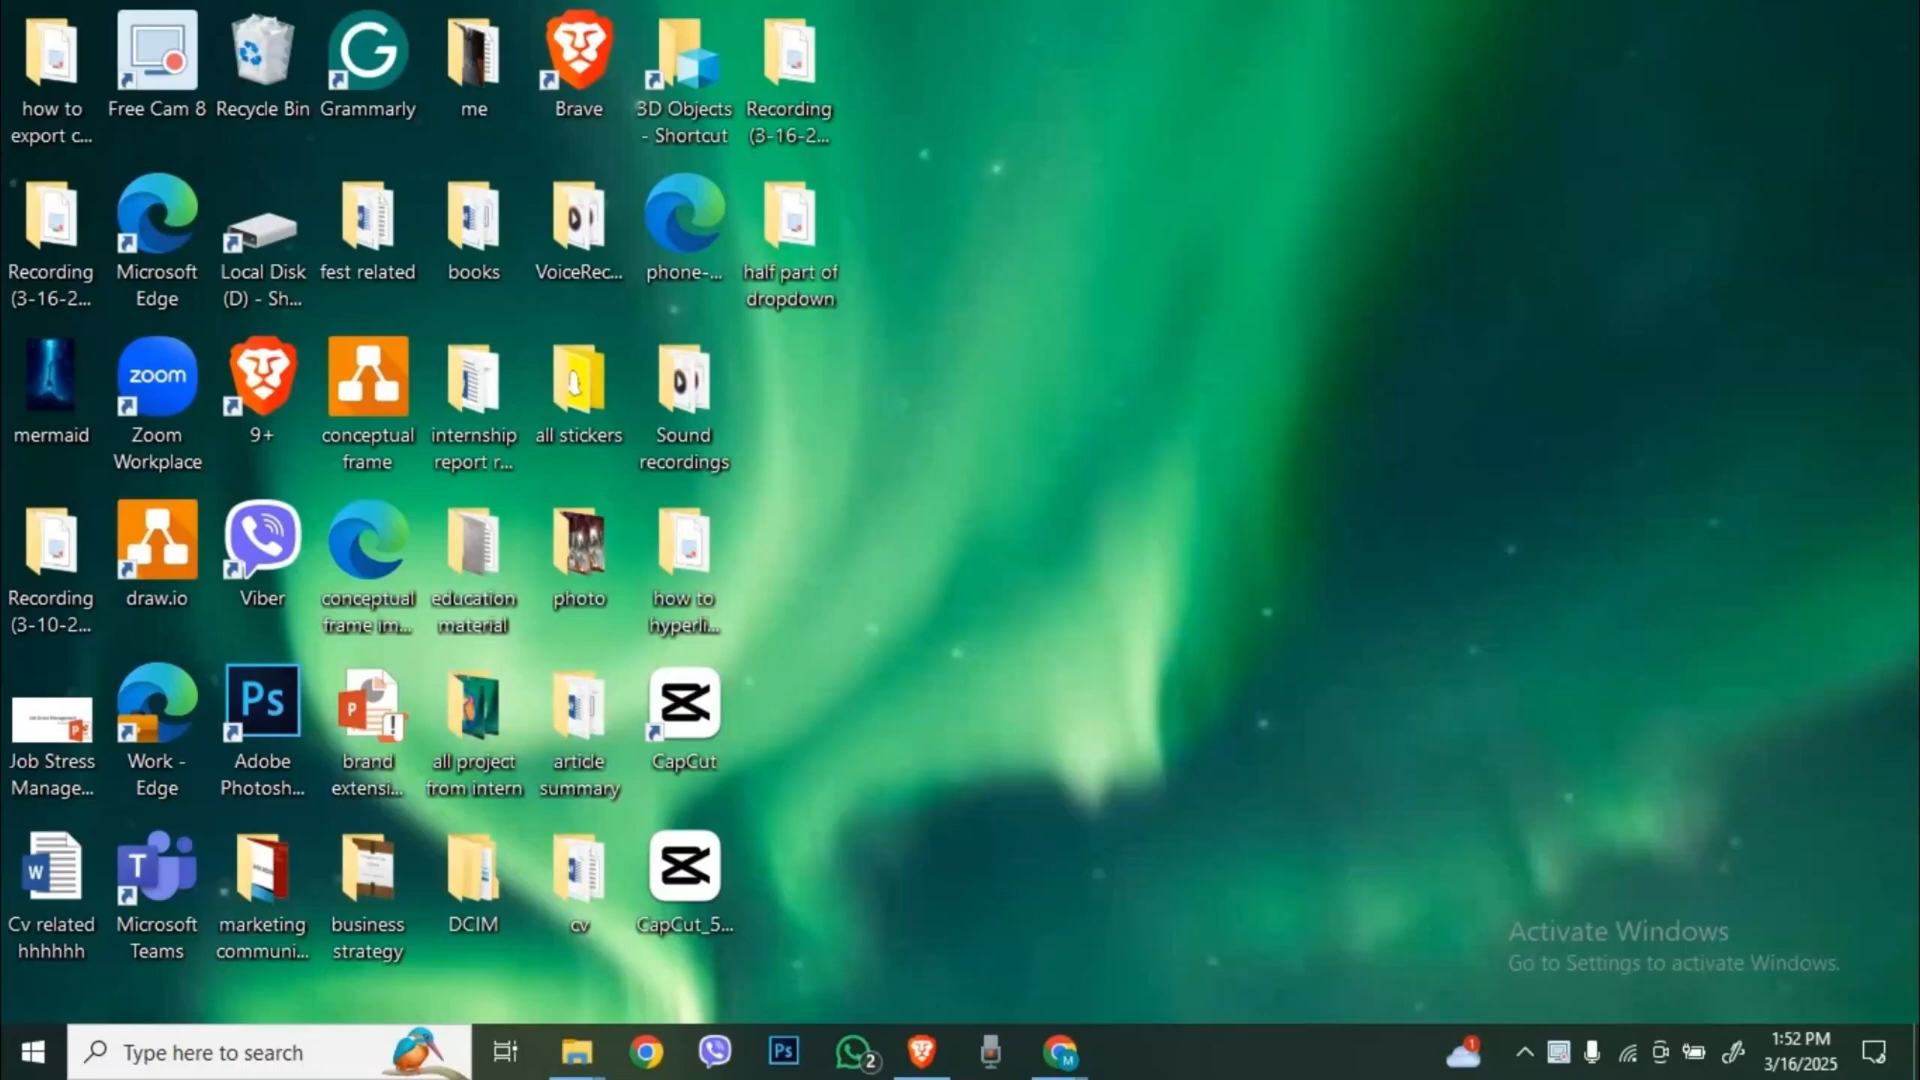 how to
export c...
Free Cam 8
Recycle Bin
Grammarly
me
Brave
3D Objects
- Shortcut
Recording
(3-16-2...
Recording
(3-16-2...
Microsoft
Edge
Local Disk
(D) - Sh...
fest related
books
VoiceRec...
phone-...
half part of
dropdown
mermaid
zoom
Zoom
Workplace
9+
conceptual
frame
internship
report r...
all stickers
Sound
recordings
Recording
(3-10-2...
draw.io
Viber
conceptual
frame im...
education
material
photo
how to
hyperli...
Job Stress
Manage...
Work -
Edge
Ps
Adobe
Photosh...
P
brand
extensi...
all project
from intern
article
summary
CapCut
W
Cv related
hhhhhh
T
Microsoft
Teams
marketing
communi...
business
strategy
DCIM
cv
CapCut_5...
Activate Windows
Go to Settings to activate Windows.
Type here to search
Ps
2
M
1
1:52 PM
3/16/2025